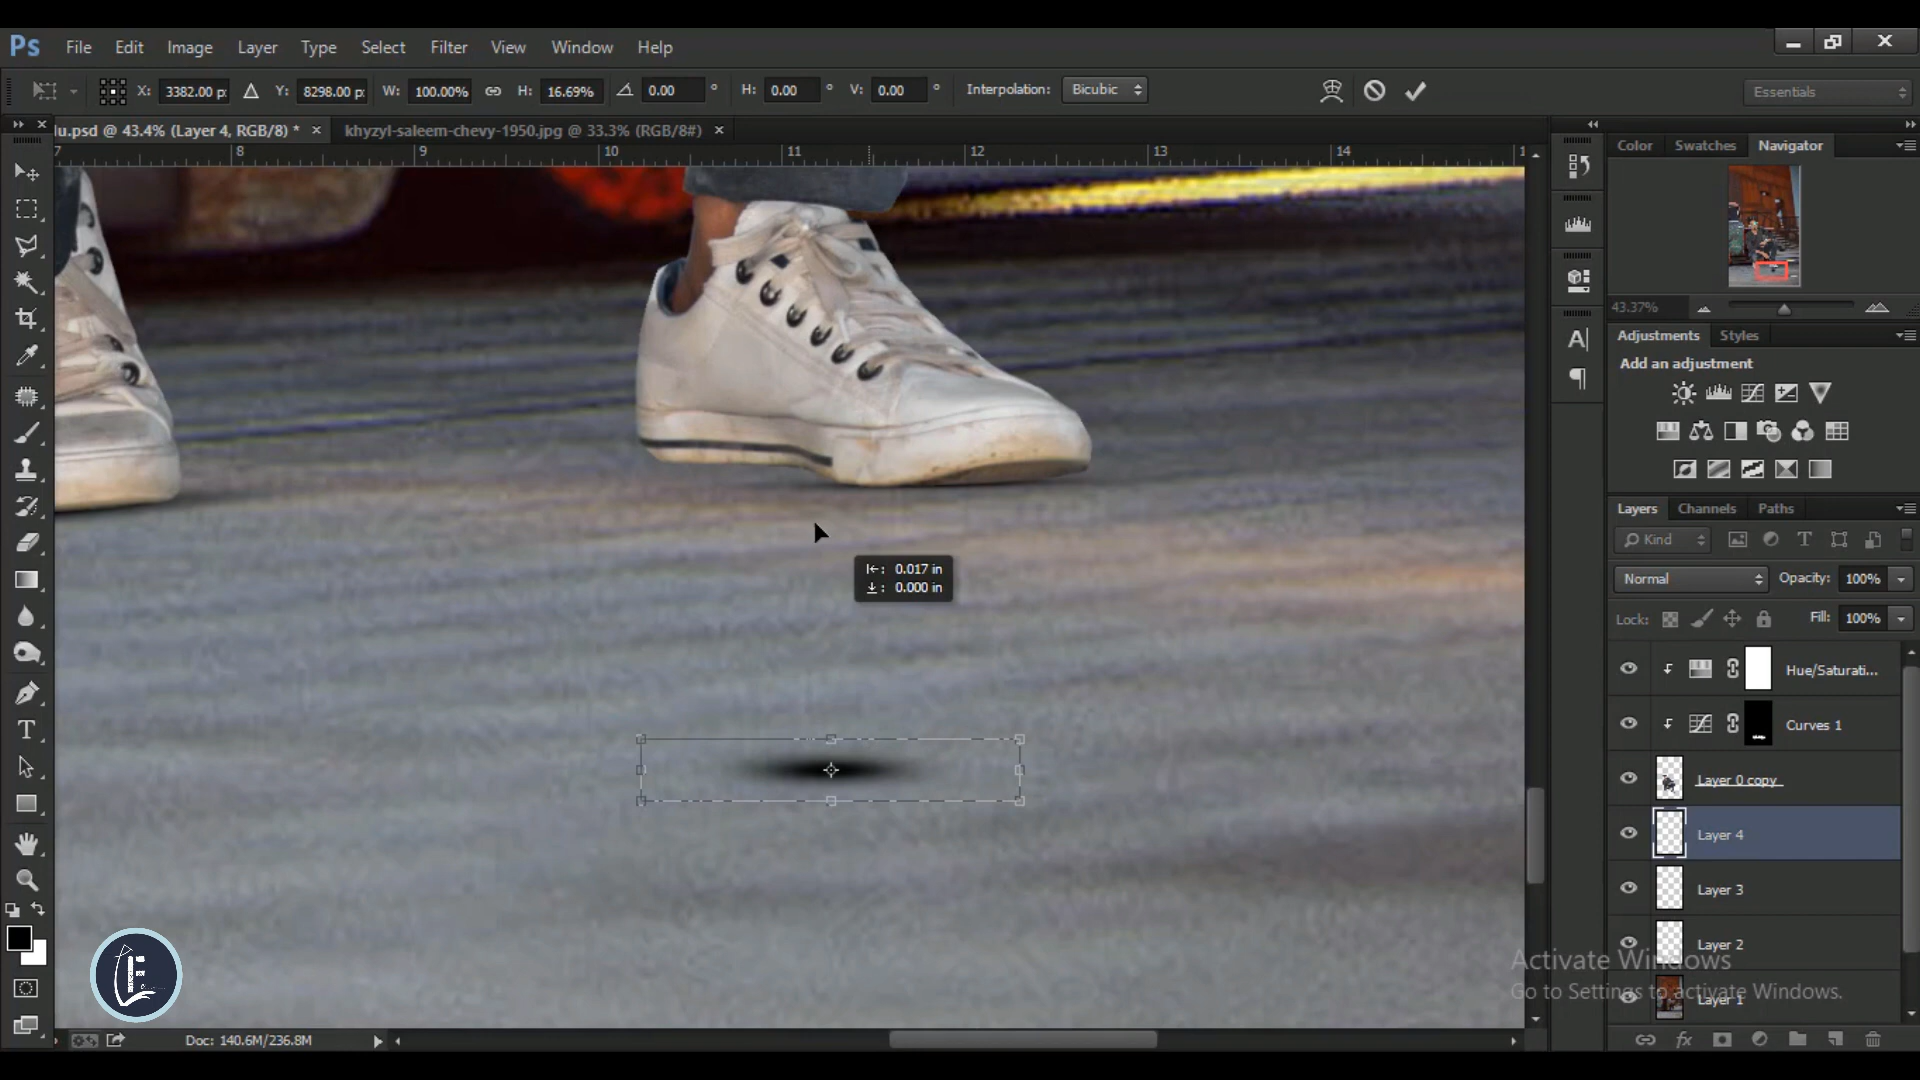 Ps File Edit Image Layer Type Select Filter View Window Help
X: 3382.00 p Y: 8298.00 p W: 100.00% H: 16.69% 0.00 ° H: 0.00 ° V: 0.00 ° Interpolation: Bicubic Essentials
lu.psd @ 43.4% (Layer 4, RGB/8) * × khyzyl-saleem-chevy-1950.jpg @ 33.3% (RGB/8#) ×
7 8 9 10 11 12 13 14
Color Swatches Navigator
43.37%
Adjustments Styles
Add an adjustment
Layers Channels Paths
Kind
Normal Opacity: 100%
Lock: Fill: 100%
Hue/Saturati...
Curves 1
Layer 0 copy
Layer 4
Layer 3
Layer 2
Layer 1
0.017 in
0.000 in
Activate Windows
Go to Settings to activate Windows.
Doc: 140.6M/236.8M